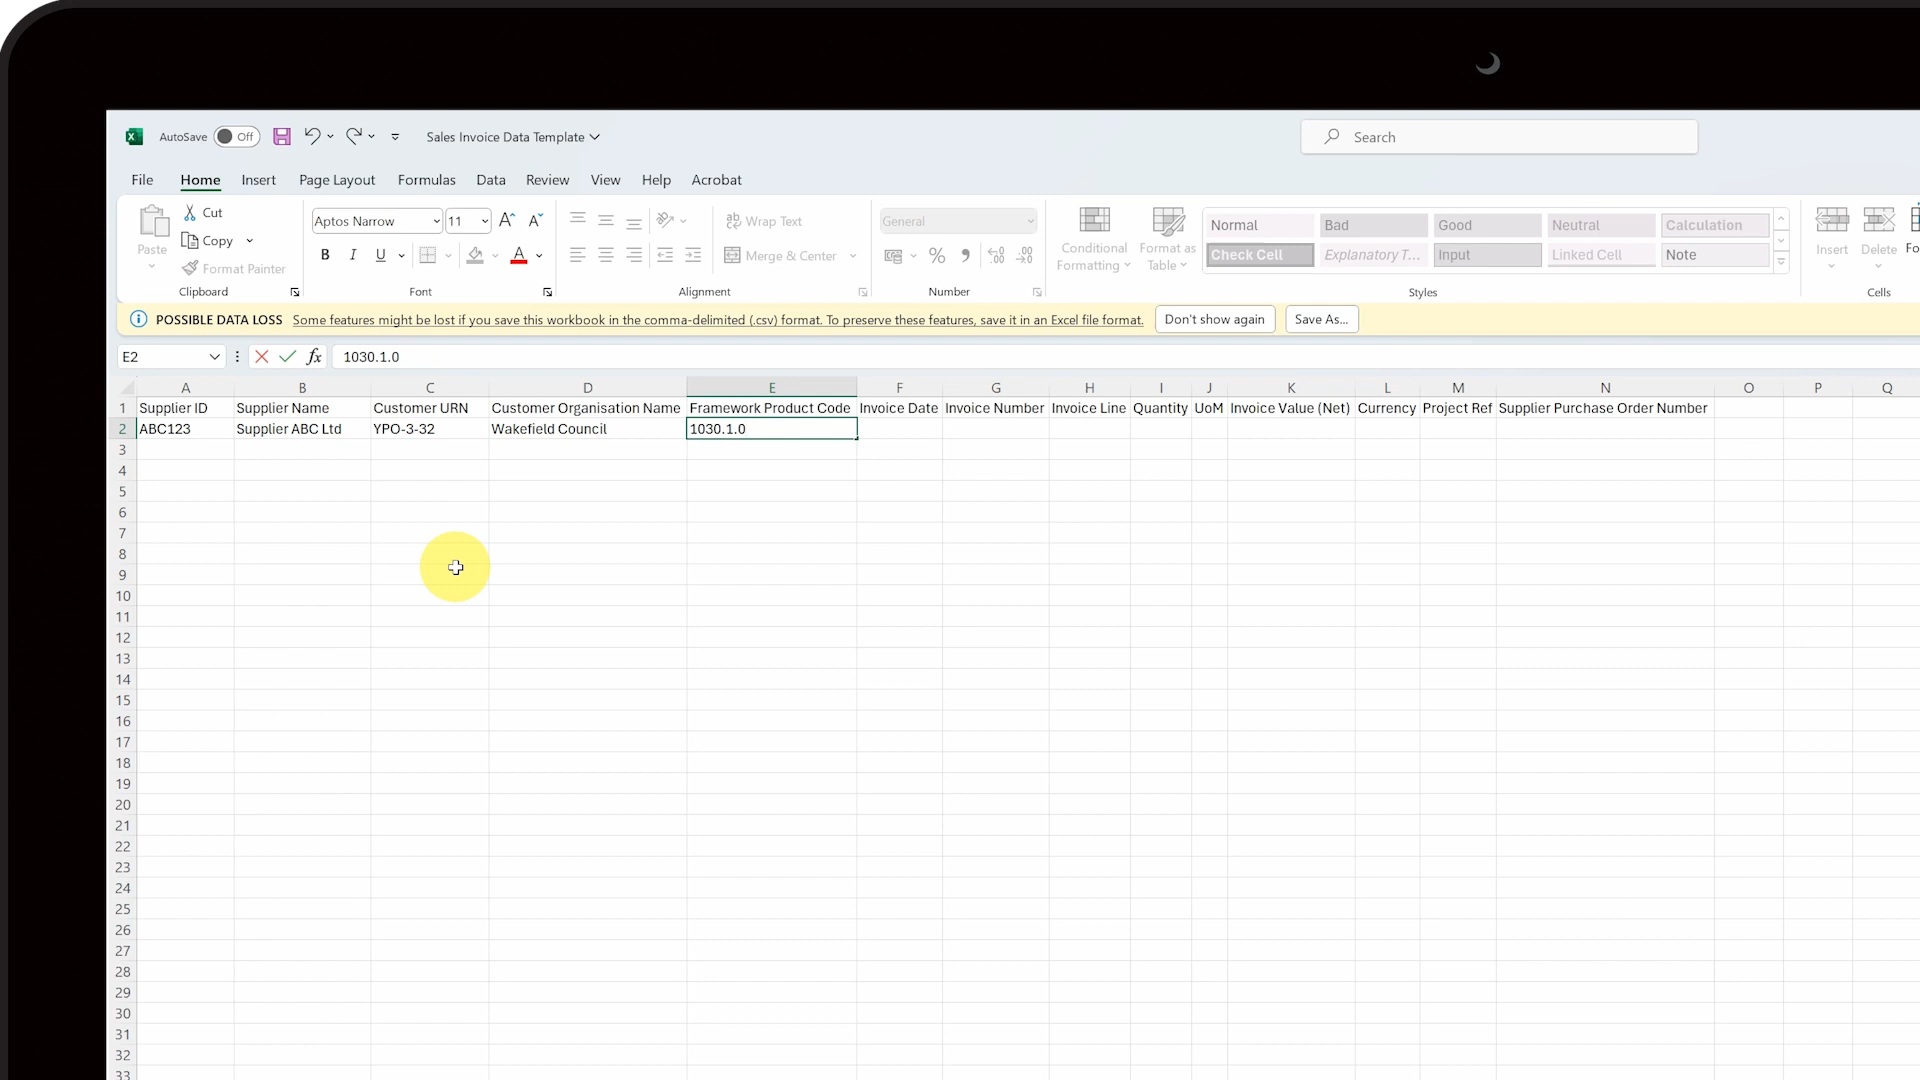 AutoSave Off Sales Invoice Data Template Search
File Home Insert Page Layout Formulas Data Review View Help Acrobat
Paste Cut Copy Format Painter Clipboard
Aptos Narrow 11 B I U A Font
ab Wrap Text Merge & Center Alignment
General % Number
Conditional Formatting Format as Table
Normal Bad Good Neutral Calculation
Check Cell Explanatory T... Input Linked Cell Note
Styles
Insert Delete Cells
POSSIBLE DATA LOSS Some features might be lost if you save this workbook in the comma-delimited (.csv) format. To preserve these features, save it in an Excel file format. Don't show again Save As...
E2 fx 1030.1.0
A B C D E F G H I J K L M N O P Q
1 Supplier ID Supplier Name Customer URN Customer Organisation Name Framework Product Code Invoice Date Invoice Number Invoice Line Quantity UoM Invoice Value (Net) Currency Project Ref Supplier Purchase Order Number
2 ABC123 Supplier ABC Ltd YPO-3-32 Wakefield Council 1030.1.0
3
4
5
6
7
8
9
10
11
12
13
14
15
16
17
18
19
20
21
22
23
24
25
26
27
28
29
30
31
32
33